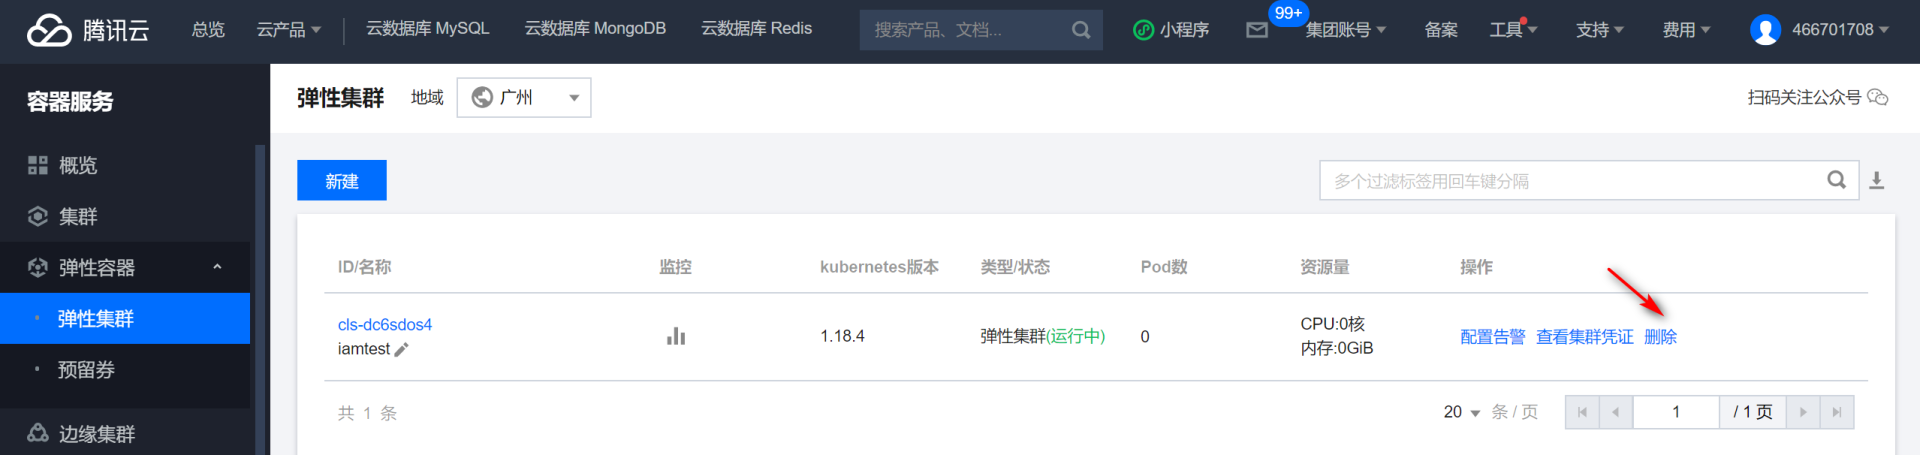 腾讯云 总览 云产品 云数据库 MySQL 云数据库 MongoDB 云数据库 Redis 搜索产品、文档... 小程序 99+ 集团账号 备案 工具 支持 费用 466701708
容器服务
弹性集群 地域 广州 扫码关注公众号
概览
集群
弹性容器
弹性集群
预留券
边缘集群
新建 多个过滤标签用回车键分隔
ID/名称 监控 kubernetes版本 类型/状态 Pod数 资源量 操作
cls-dc6sdos4
iamtest
1.18.4 弹性集群(运行中) 0
CPU:0核
内存:0GiB
配置告警 查看集群凭证 删除
共 1 条 20 条 / 页 1 / 1 页